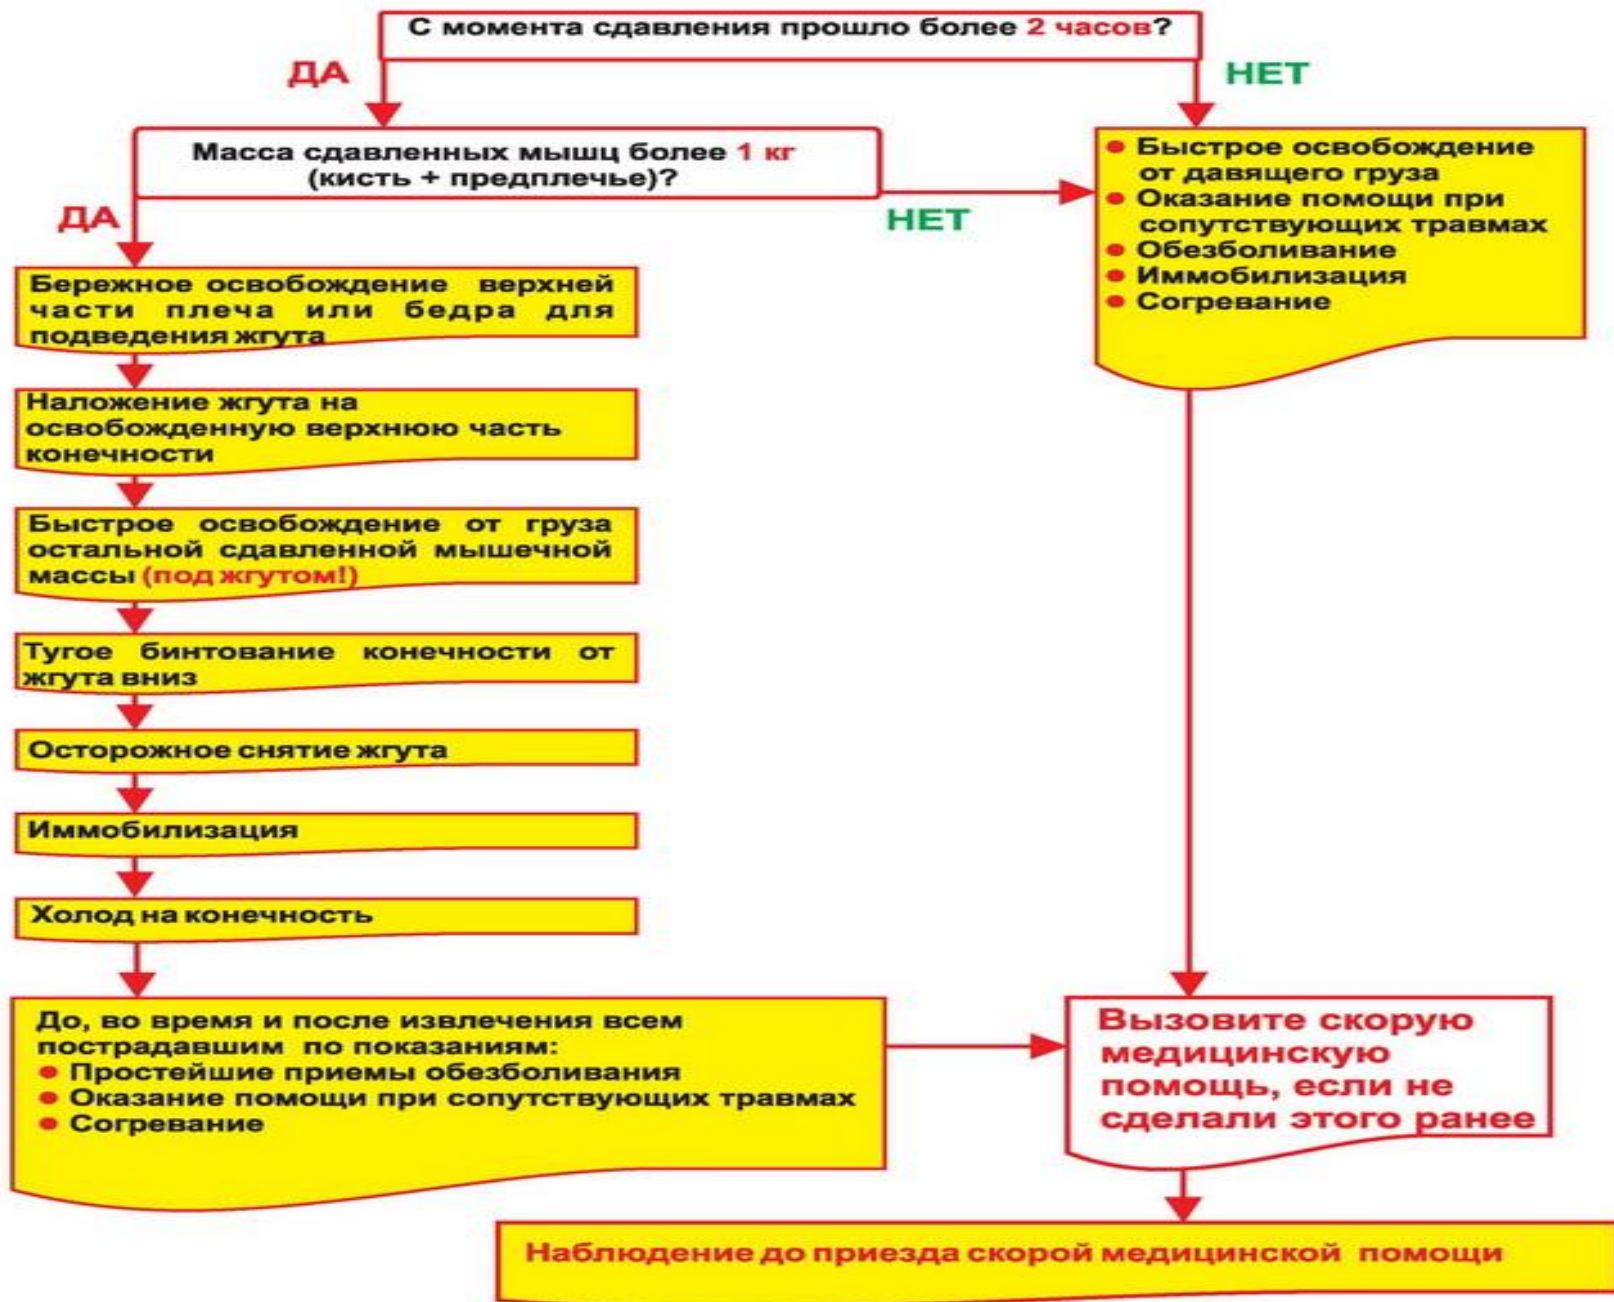 С момента сдавления прошло более 2 часов?
ДА
НЕТ
Масса сдавленных мышц более 1 кг
(кисть + предплечье)?
ДА
НЕТ
• Быстрое освобождение
от давящего груза
• Оказание помощи при
сопутствующих травмах
• Обезболивание
• Иммобилизация
• Согревание
Бережное освобождение верхней
части плеча или бедра для
подведения жгута
Наложение жгута на
освобожденную верхнюю часть
конечности
Быстрое освобождение от груза
остальной сдавленной мышечной
массы (под жгутом!)
Тугое бинтование конечности от
жгута вниз
Осторожное снятие жгута
Иммобилизация
Холод на конечность
До, во время и после извлечения всем
пострадавшим по показаниям:
• Простейшие приемы обезболивания
• Оказание помощи при сопутствующих травмах
• Согревание
Вызовите скорую
медицинскую
помощь, если не
сделали этого ранее
Наблюдение до приезда скорой медицинской помощи